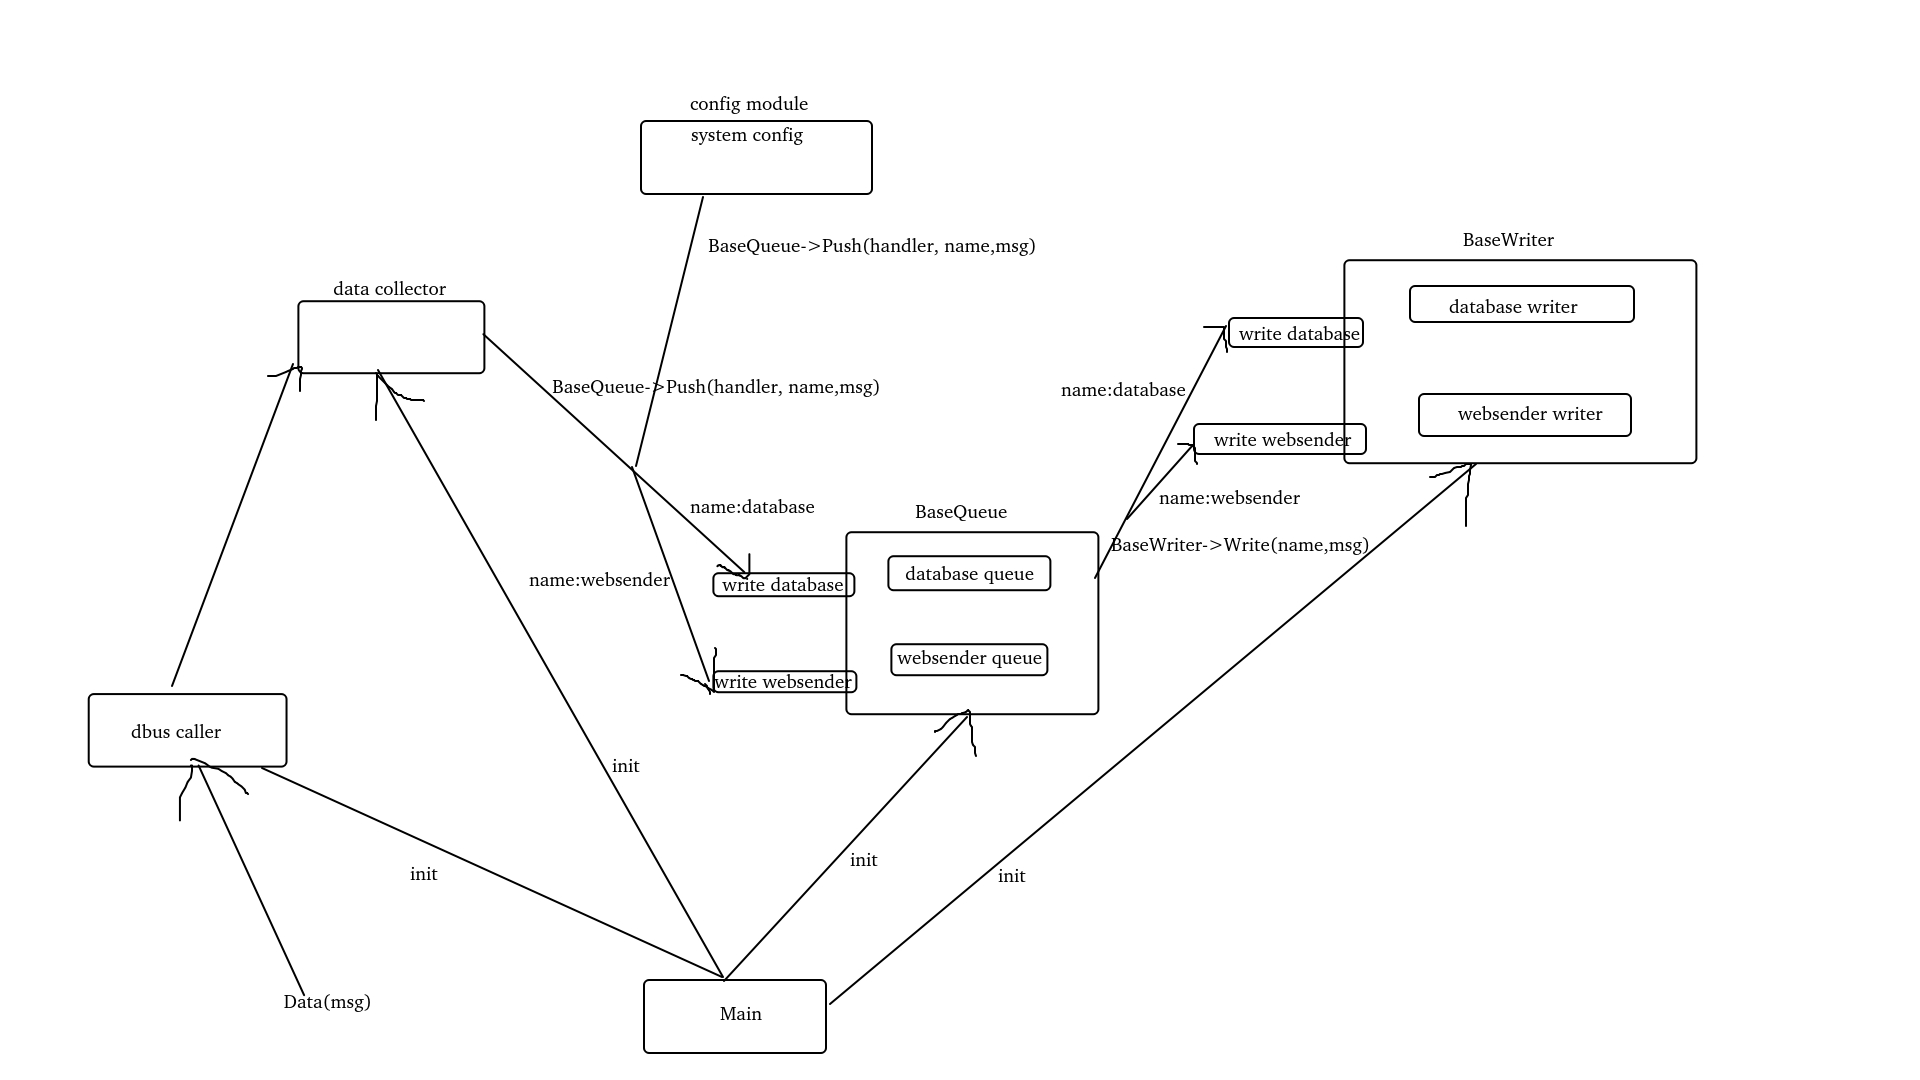 config module
system config
BaseQueue->Push(handler, name,msg)
BaseWriter
data collector
database writer
write database
BaseQueue->Push(handler, name,msg)
name:database
websender writer
write websender
name:websender
name:database
BaseQueue
BaseWriter->Write(name,msg)
name:websender
write database
database queue
websender queue
write websender
dbus caller
init
init
init
init
Data(msg)
Main